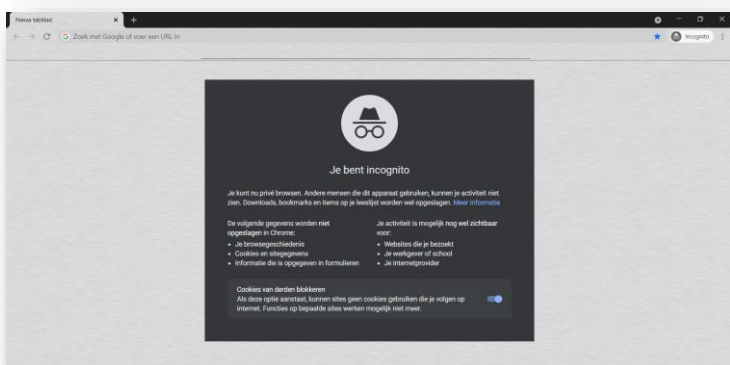 Nieuw tabblad
Zoek met Google of voer een URL in
Incognito
Je bent incognito
Je kunt nu privé browsen. Andere mensen die dit apparaat gebruiken, kunnen je activiteit niet
zien. Downloads, bookmarks en items op je leeslijst worden wel opgeslagen. Meer informatie
De volgende gegevens worden niet
opgeslagen in Chrome:
• Je browsegeschiedenis
• Cookies en sitegegevens
• Informatie die is opgegeven in formulieren
Je activiteit is mogelijk nog wel zichtbaar
voor:
• Websites die je bezoekt
• Je werkgever of school
• Je internetprovider
Cookies van derden blokkeren
Als deze optie aanstaat, kunnen sites geen cookies gebruiken die je volgen op
internet. Functies op bepaalde sites werken mogelijk niet meer.